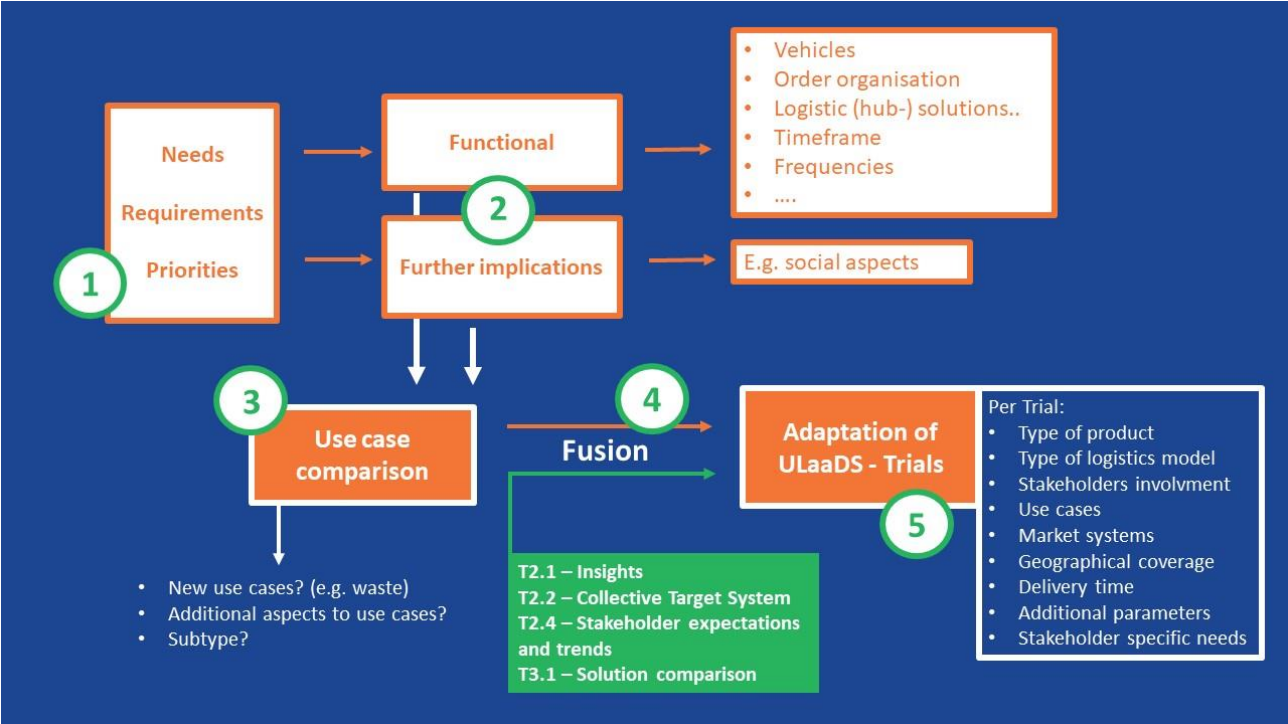 Needs
Requirements
Priorities
1
Functional
2
Further implications
• Vehicles
• Order organisation
• Logistic (hub-) solutions..
• Timeframe
• Frequencies
• ....
E.g. social aspects
3
Use case
comparison
• New use cases? (e.g. waste)
• Additional aspects to use cases?
• Subtype?
4
Fusion
T2.1 – Insights
T2.2 – Collective Target System
T2.4 – Stakeholder expectations
and trends
T3.1 – Solution comparison
Adaptation of
ULaaDS - Trials
5
Per Trial:
• Type of product
• Type of logistics model
• Stakeholders involvment
• Use cases
• Market systems
• Geographical coverage
• Delivery time
• Additional parameters
• Stakeholder specific needs